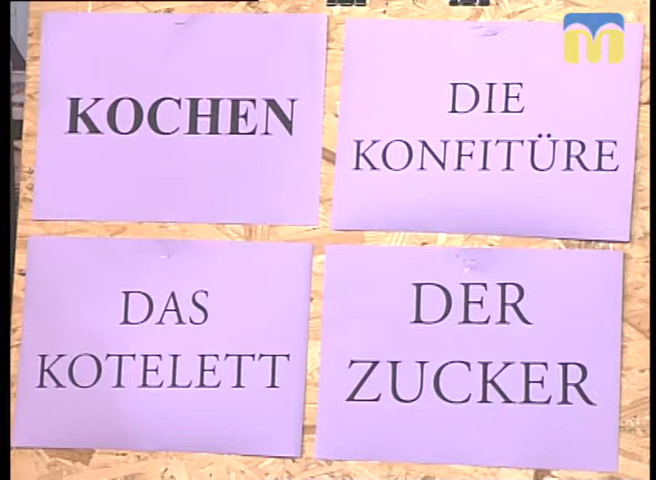 KOCHEN
DIE
KONFITÜRE
DAS
KOTELETT
DER
ZUCKER
m